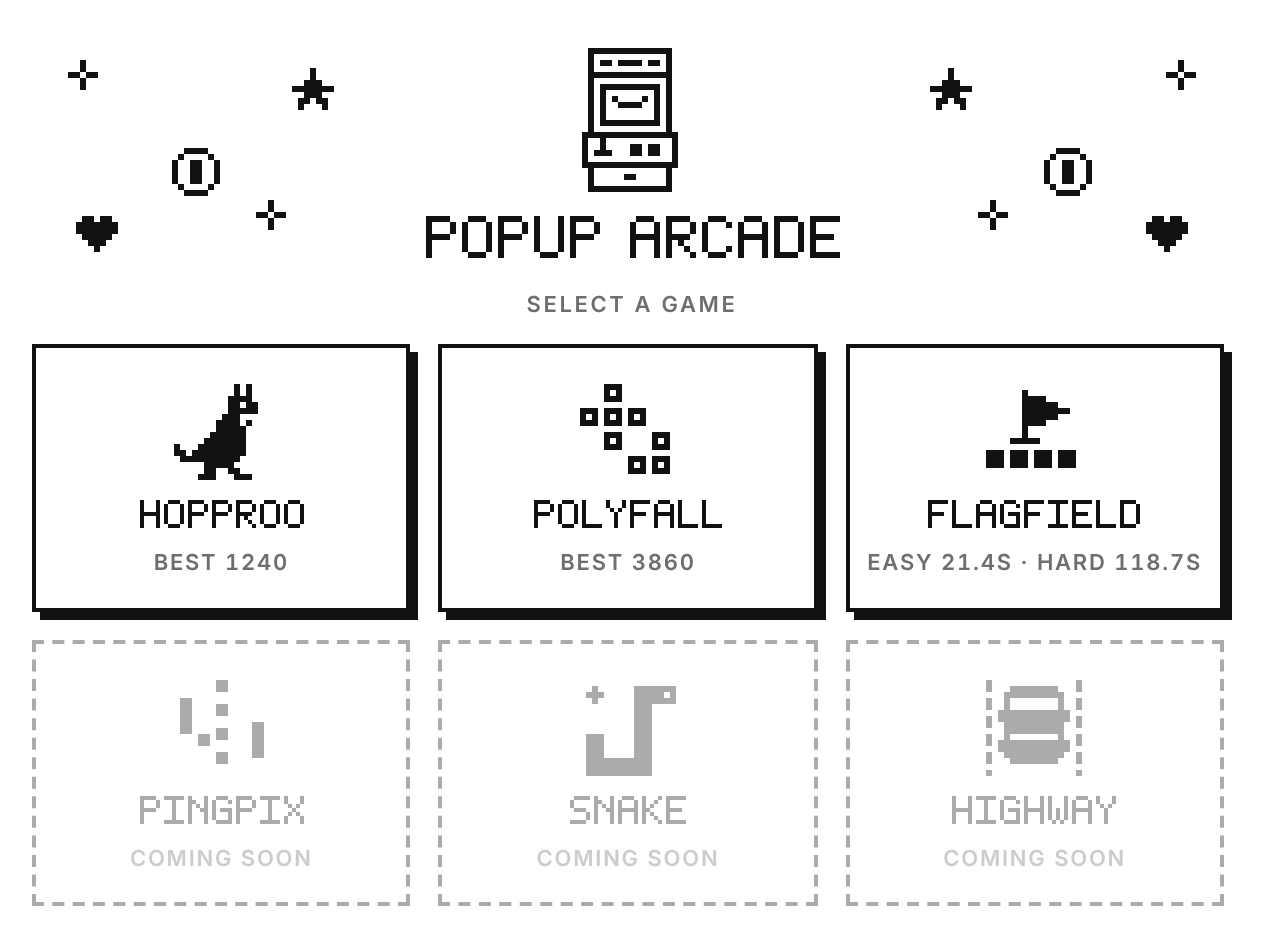 POPUP ARCADE
SELECT A GAME
HOPPROO
BEST 1240
POLYFALL
BEST 3860
FLAGFIELD
EASY 21.4S · HARD 118.7S
PINGPIX
COMING SOON
SNAKE
COMING SOON
HIGHWAY
COMING SOON